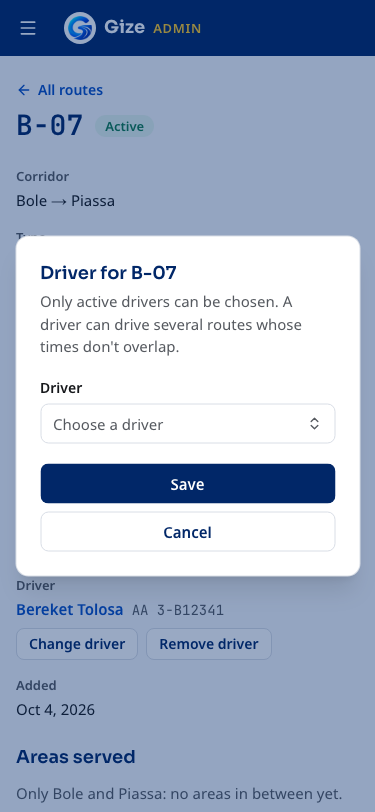 Gize ADMIN
← All routes
B-07 Active
Corridor
Bole → Piassa
Driver for B-07
Only active drivers can be chosen. A
driver can drive several routes whose
times don't overlap.
Driver
Choose a driver
Save
Cancel
Driver
Bereket Tolosa AA 3-B12341
Change driver Remove driver
Added
Oct 4, 2026
Areas served
Only Bole and Piassa: no areas in between yet.